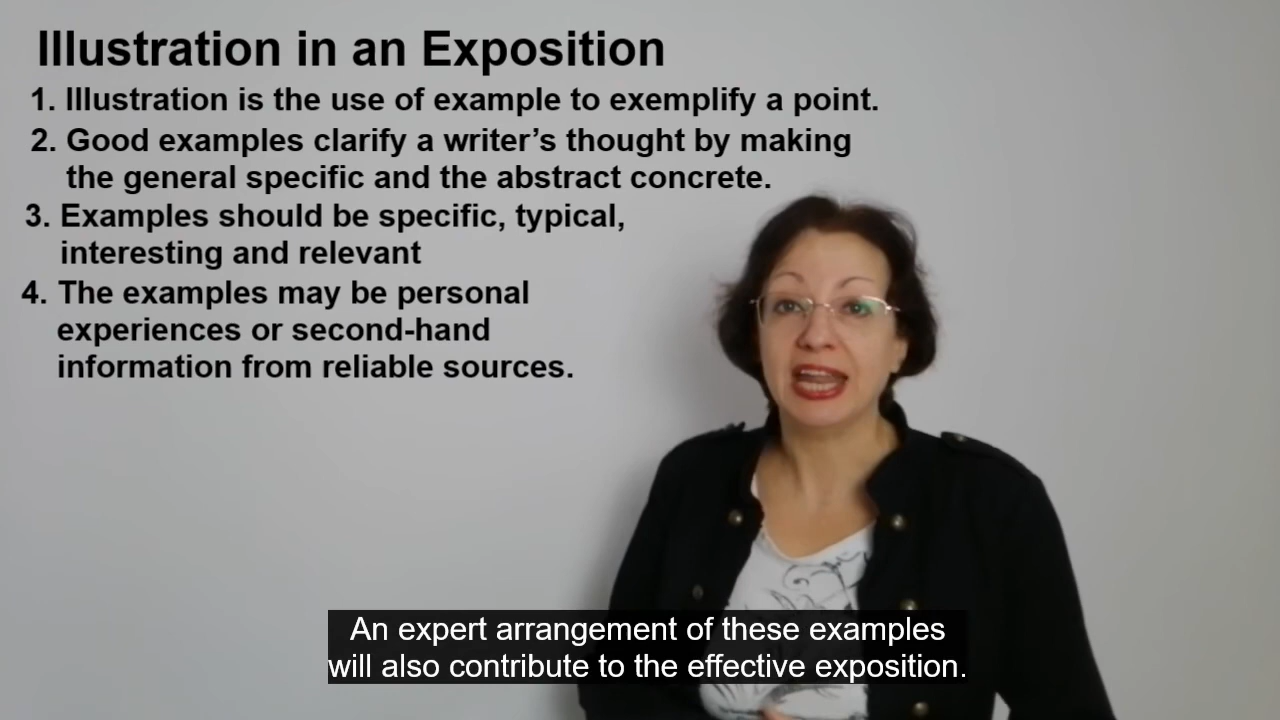 Illustration in an Exposition
1. Illustration is the use of example to exemplify a point.
2. Good examples clarify a writer’s thought by making
the general specific and the abstract concrete.
3. Examples should be specific, typical,
interesting and relevant
4. The examples may be personal
experiences or second-hand
information from reliable sources.
An expert arrangement of these examples
will also contribute to the effective exposition.